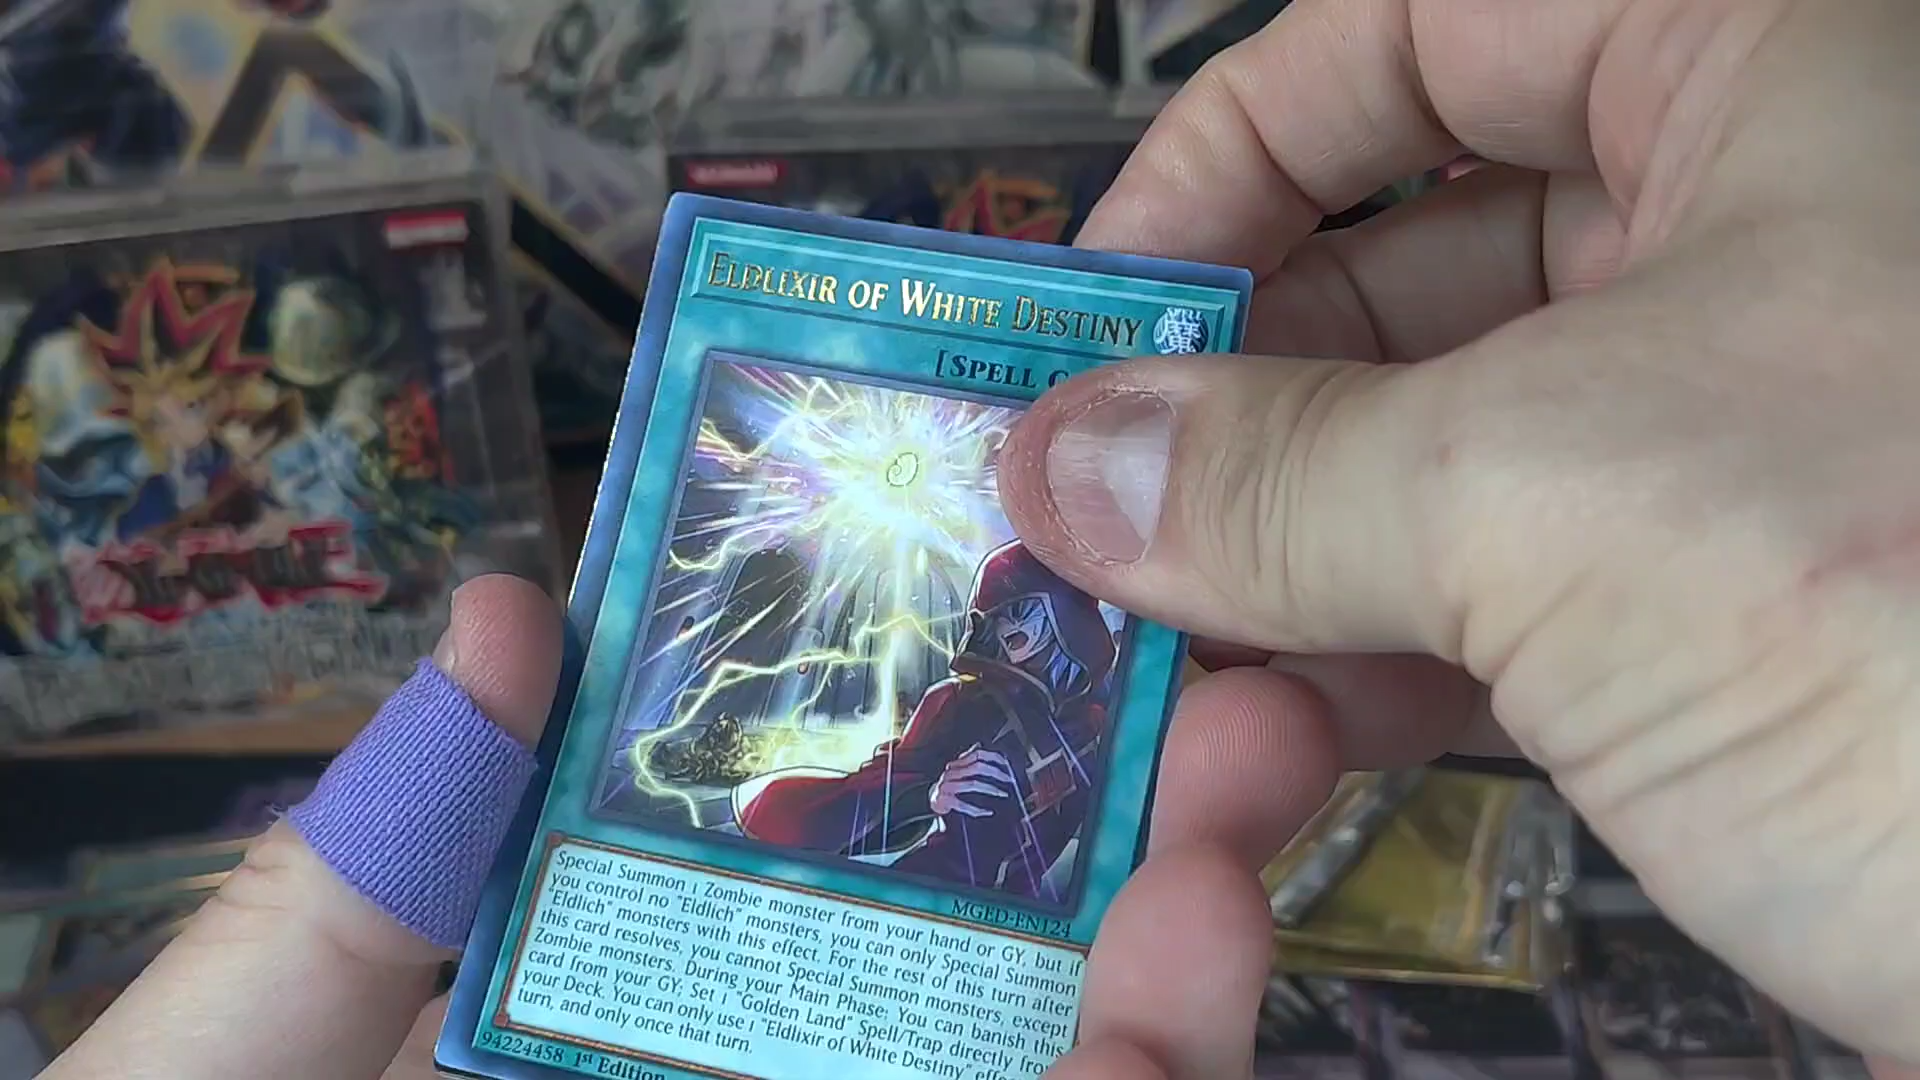 ELDLIXIR OF WHITE DESTINY
魔
[SPELL C
MGED-EN124
Special Summon 1 Zombie monster from your hand or GY, but if
you control no "Eldlich" monsters, you can only Special Summon
"Eldlich" monsters with this effect. For the rest of this turn after
this card resolves, you cannot Special Summon monsters, except
Zombie monsters. During your Main Phase: You can banish this
card from your GY; Set 1 "Golden Land" Spell/Trap directly fro
your Deck. You can only use 1 "Eldlixir of White Destiny" effe
turn, and only once that turn.
94224458 1st Edition